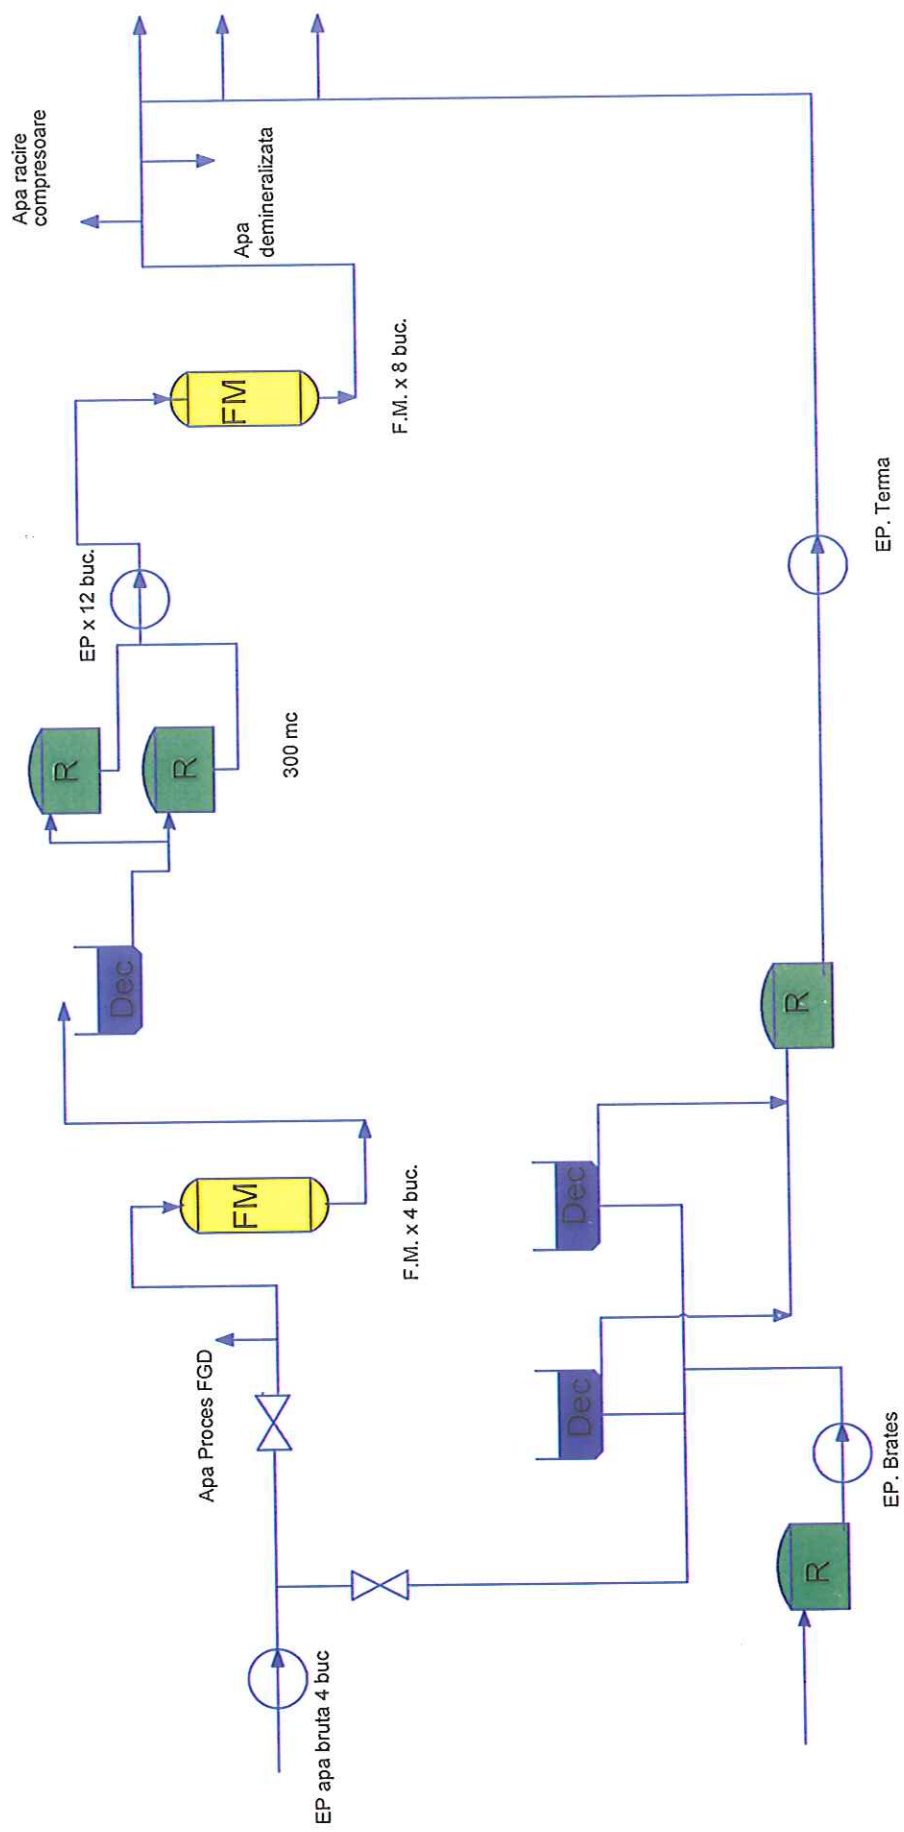 Apa racire
compresoare
Apa
demineralizata
FM
F.M. x 8 buc.
EP x 12 buc.
R
R
300 mc
Dec
FM
F.M. x 4 buc.
Apa Proces FGD
EP apa bruta 4 buc
EP. Terma
R
Dec
Dec
R
EP. Brates